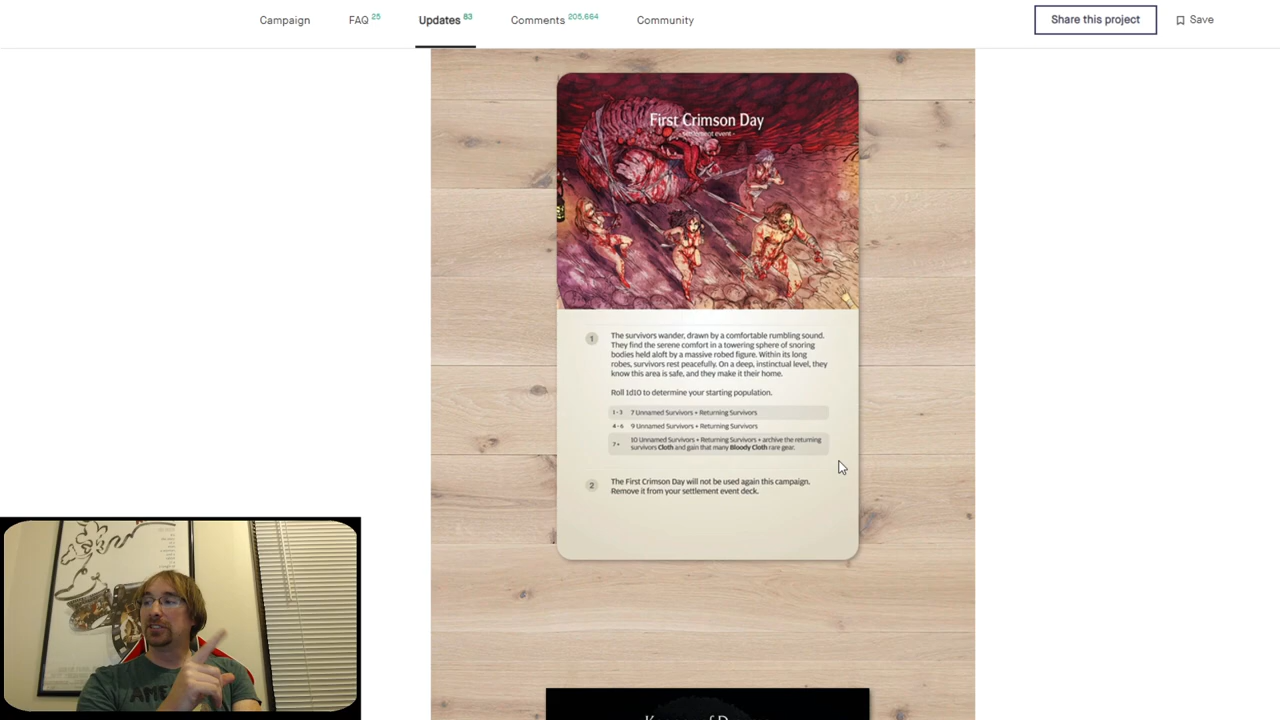 Campaign FAQ 25 Updates 83 Comments 205,664 Community Share this project Save
First Crimson Day
- settlement event -
1 The survivors wander, drawn by a comfortable rumbling sound.
They find the serene comfort in a towering sphere of snoring
bodies held aloft by a massive robed figure. Within its long
robes, survivors rest peacefully. On a deep, instinctual level, they
know this area is safe, and they make it their home.
Roll 1d10 to determine your starting population.
1-3 7 Unnamed Survivors + Returning Survivors
4-6 9 Unnamed Survivors + Returning Survivors
7+ 10 Unnamed Survivors + Returning Survivors + archive the returning
survivors Cloth and gain that many Bloody Cloth rare gear.
2 The First Crimson Day will not be used again this campaign.
Remove it from your settlement event deck.